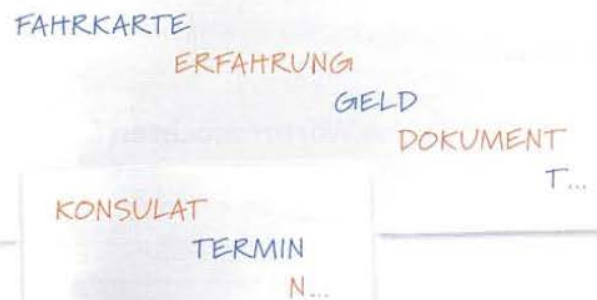 FAHRKARTE
ERFAHRUNG
GELD
DOKUMENT
T...
KONSULAT
TERMIN
N...